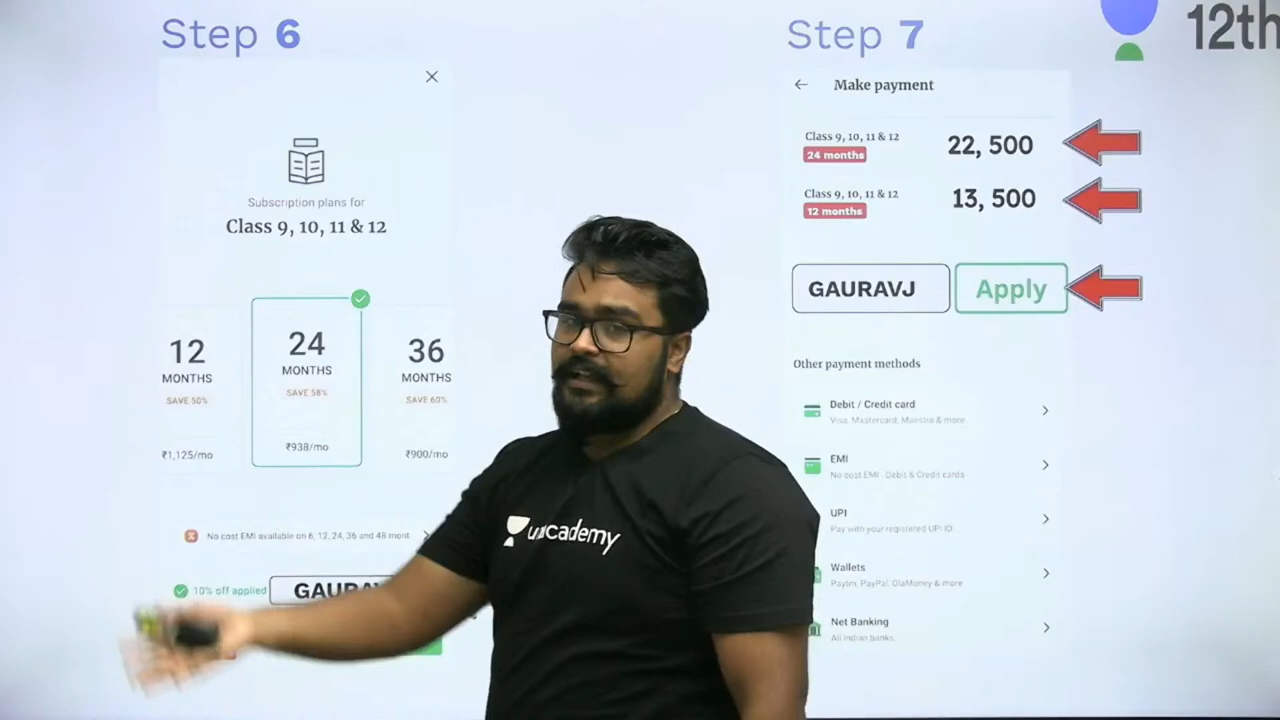 Step 6
Subscription plans for
Class 9, 10, 11 & 12
12
MONTHS
SAVE 50%
₹1,125/mo
24
MONTHS
SAVE 58%
₹938/mo
36
MONTHS
SAVE 60%
₹900/mo
No cost EMI available on 6, 12, 24, 36 and 48 mont
10% off applied
Step 7
12th
Make payment
Class 9, 10, 11 & 12
24 months
22, 500
Class 9, 10, 11 & 12
12 months
13, 500
GAURAVJ
Apply
Other payment methods
Debit / Credit card
Visa, Mastercard, Maestro & more
EMI
No cost EMI - Debit & Credit cards
UPI
Pay with your registered UPI ID
Wallets
Paytm, PayPal, OlaMoney & more
Net Banking
All indian banks
unacademy